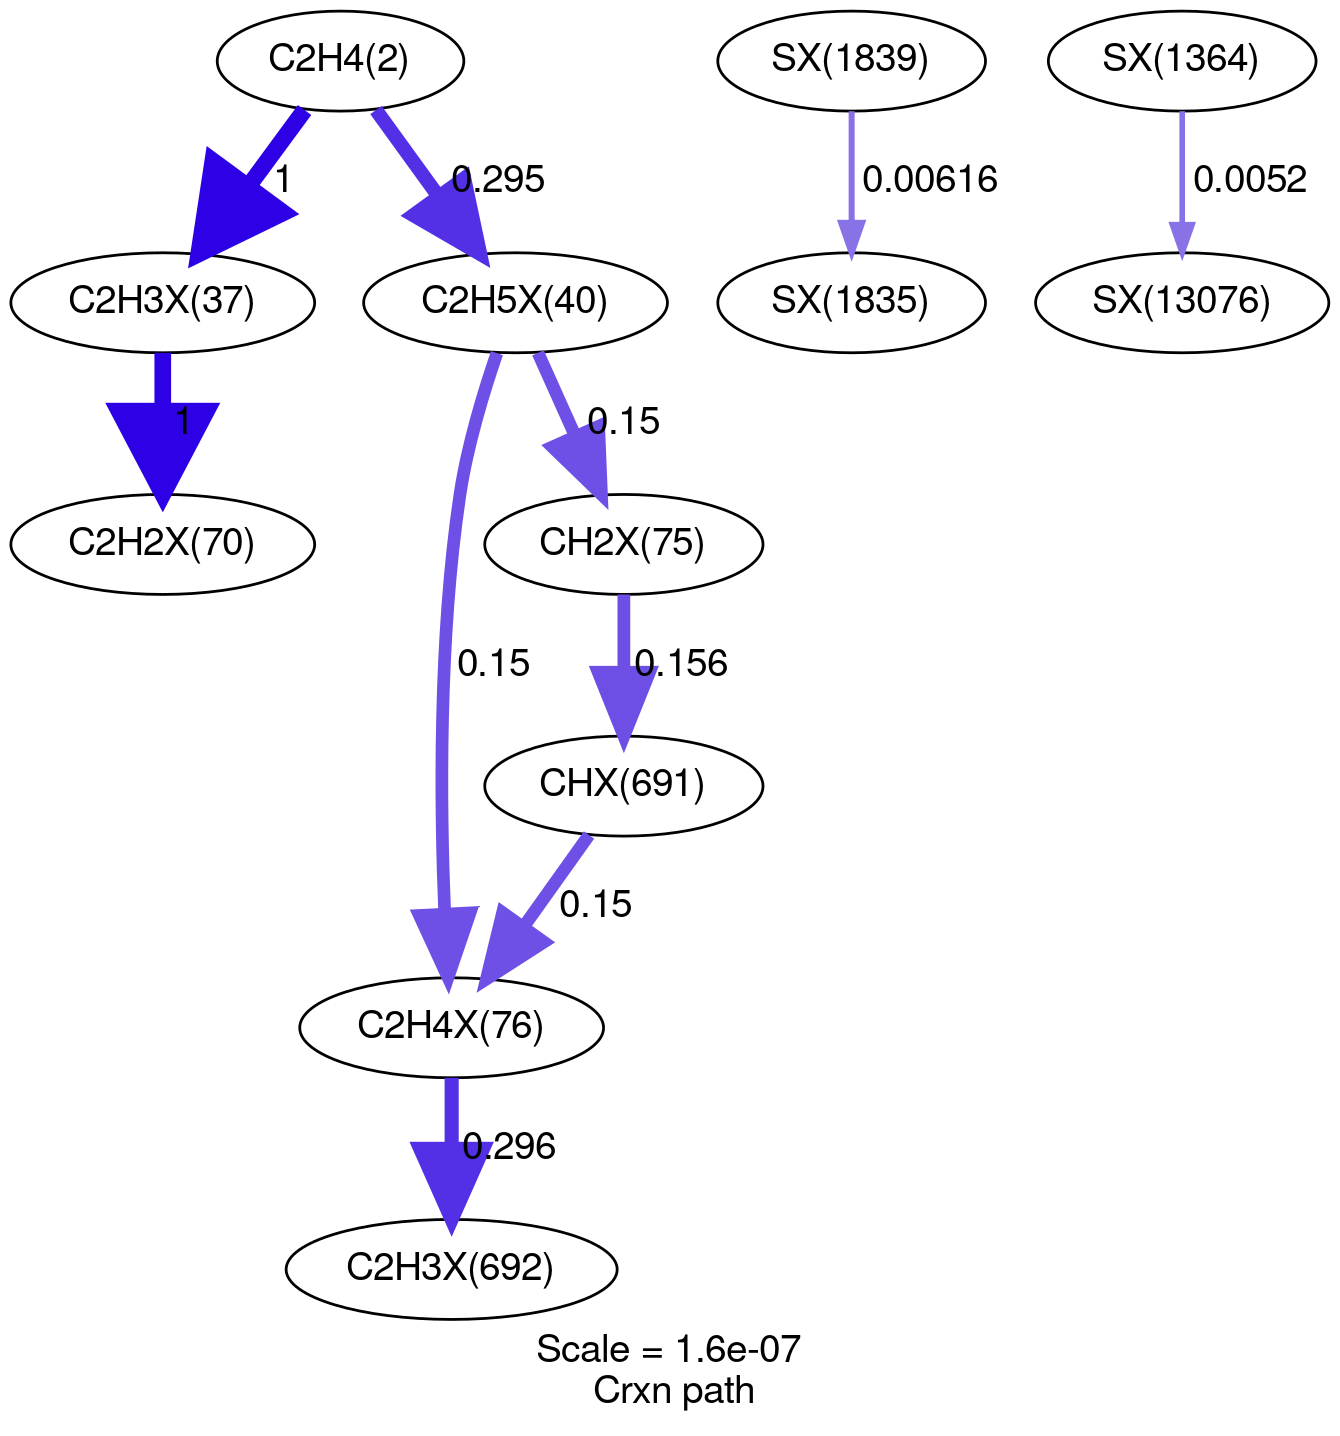 C2H4(2)
SX(1839)
SX(1364)
1
0.295
0.00616
0.0052
C2H3X(37)
C2H5X(40)
SX(1835)
SX(13076)
1
0.15
C2H2X(70)
CH2X(75)
0.15
0.156
CHX(691)
0.15
C2H4X(76)
0.296
C2H3X(692)
Scale = 1.6e-07
Crxn path